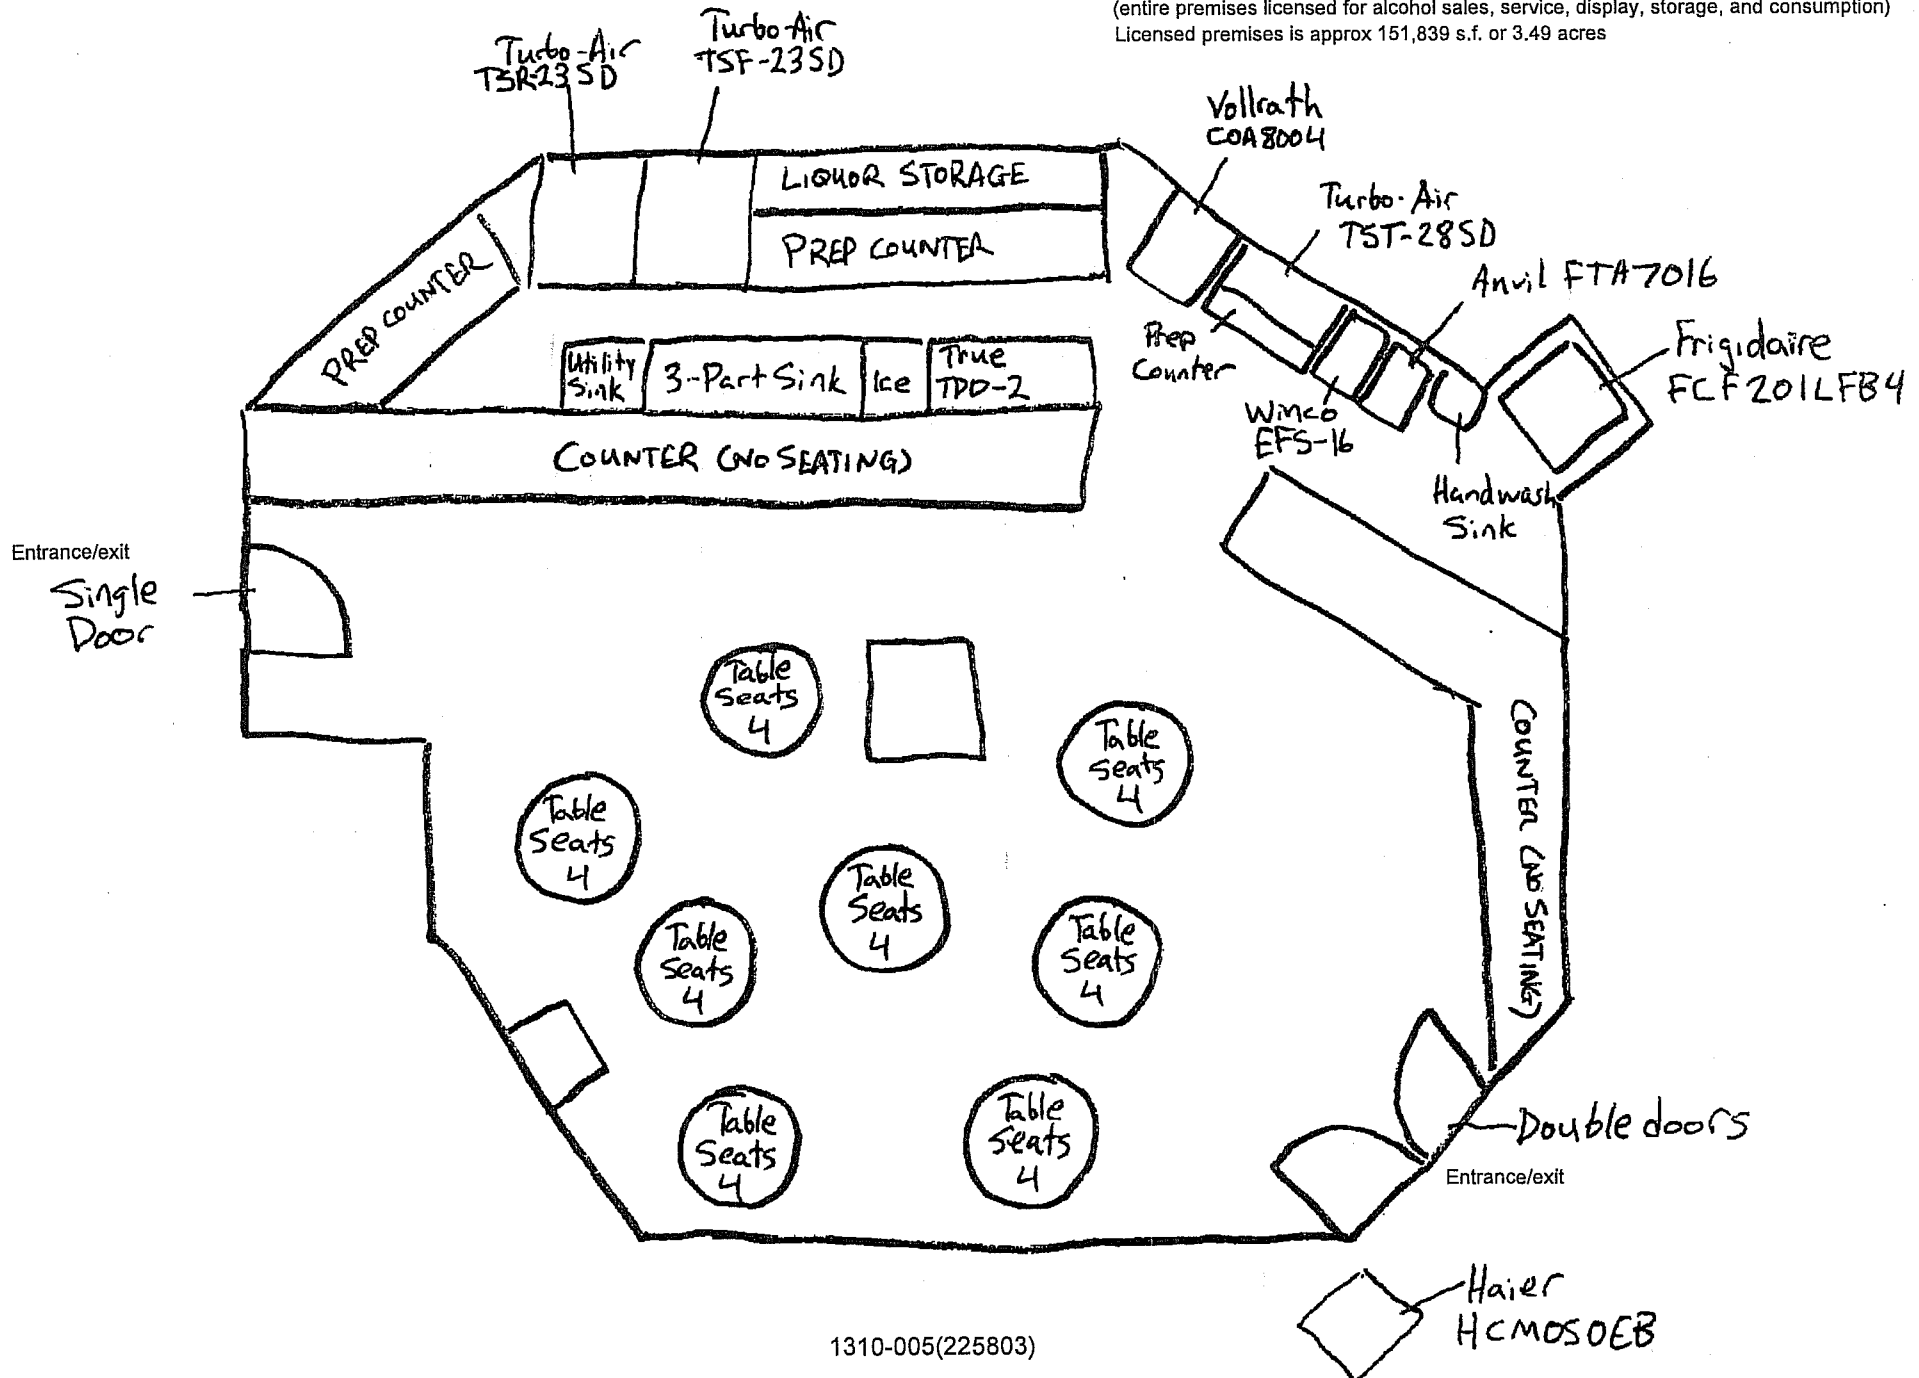 (entire premises licensed for alcohol sales, service, display, storage, and consumption)
Licensed premises is approx 151,839 s.f. or 3.49 acres
Turbo-Air
TSR-23SD
Turbo-Air
TSF-23SD
Vollrath
COA8004
Turbo-Air
TST-28SD
Anvil FTA7016
Frigidaire
FCF201LFB4
LIQUOR STORAGE
PREP COUNTER
PREP COUNTER
Prep
Counter
Winco
EFS-16
Handwash
Sink
Utility
Sink
3-Part Sink
Ice
True
TDD-2
COUNTER (NO SEATING)
Entrance/exit
Single
Door
Table
Seats
4
Table
Seats
4
Table
Seats
4
Table
Seats
4
Table
Seats
4
Table
Seats
4
Table
Seats
4
Table
Seats
4
COUNTER (NO SEATING)
Double doors
Entrance/exit
Haier
HCM050EB
1310-005(225803)